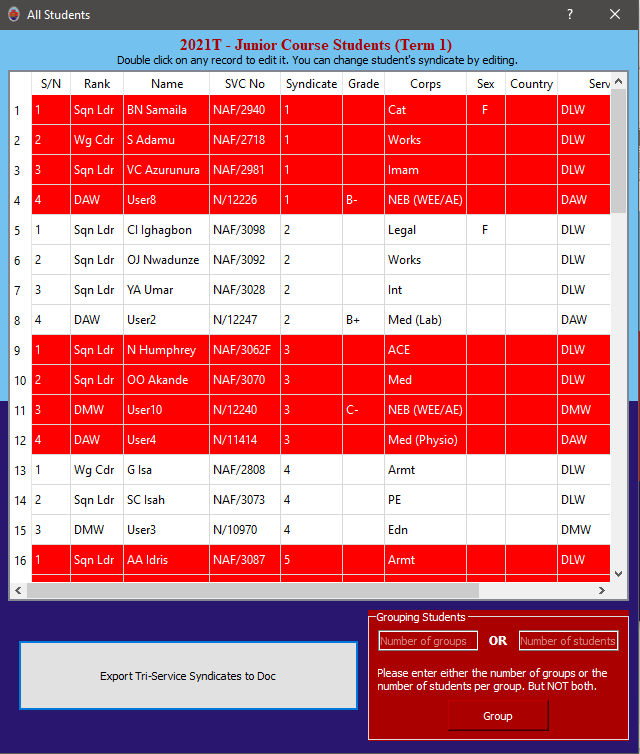 All Students
2021T - Junior Course Students (Term 1)
Double click on any record to edit it. You can change student's syndicate by editing.
S/N Rank Name SVC No Syndicate Grade Corps Sex Country Serv
1 1 Sqn Ldr BN Samaila NAF/2940 1 Cat F DLW
2 2 Wg Cdr S Adamu NAF/2718 1 Works DLW
3 3 Sqn Ldr VC Azurunura NAF/2981 1 Imam DLW
4 4 DAW User8 N/12226 1 B- NEB (WEE/AE) DAW
5 1 Sqn Ldr CI Ighagbon NAF/3098 2 Legal F DLW
6 2 Sqn Ldr OJ Nwadunze NAF/3092 2 Works DLW
7 3 Sqn Ldr YA Umar NAF/3028 2 Int DLW
8 4 DAW User2 N/12247 2 B+ Med (Lab) DAW
9 1 Sqn Ldr N Humphrey NAF/3062F 3 ACE DLW
10 2 Sqn Ldr OO Akande NAF/3070 3 Med DLW
11 3 DMW User10 N/12240 3 C- NEB (WEE/AE) DMW
12 4 DAW User4 N/11414 3 Med (Physio) DAW
13 1 Wg Cdr G Isa NAF/2808 4 Armt DLW
14 2 Sqn Ldr SC Isah NAF/3073 4 PE DLW
15 3 DMW User3 N/10970 4 Edn DMW
16 1 Sqn Ldr AA Idris NAF/3087 5 Armt DLW
Export Tri-Service Syndicates to Doc
Grouping Students
Number of groups OR Number of students
Please enter either the number of groups or the
number of students per group. But NOT both.
Group